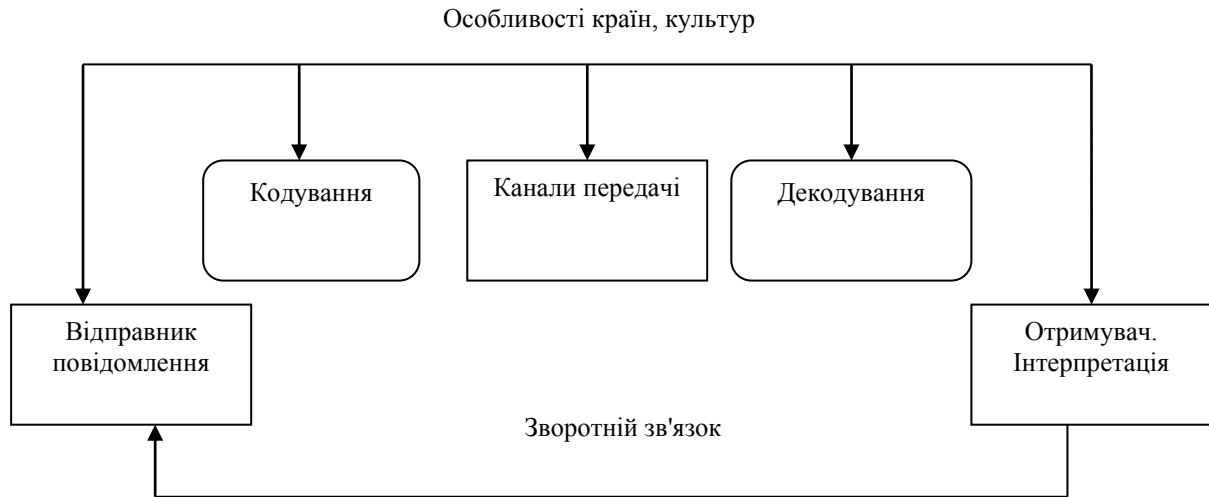 Особливості країн, культур
Кодування
Канали передачі
Декодування
Відправник
повідомлення
Отримувач.
Інтерпретація
Зворотній зв'язок